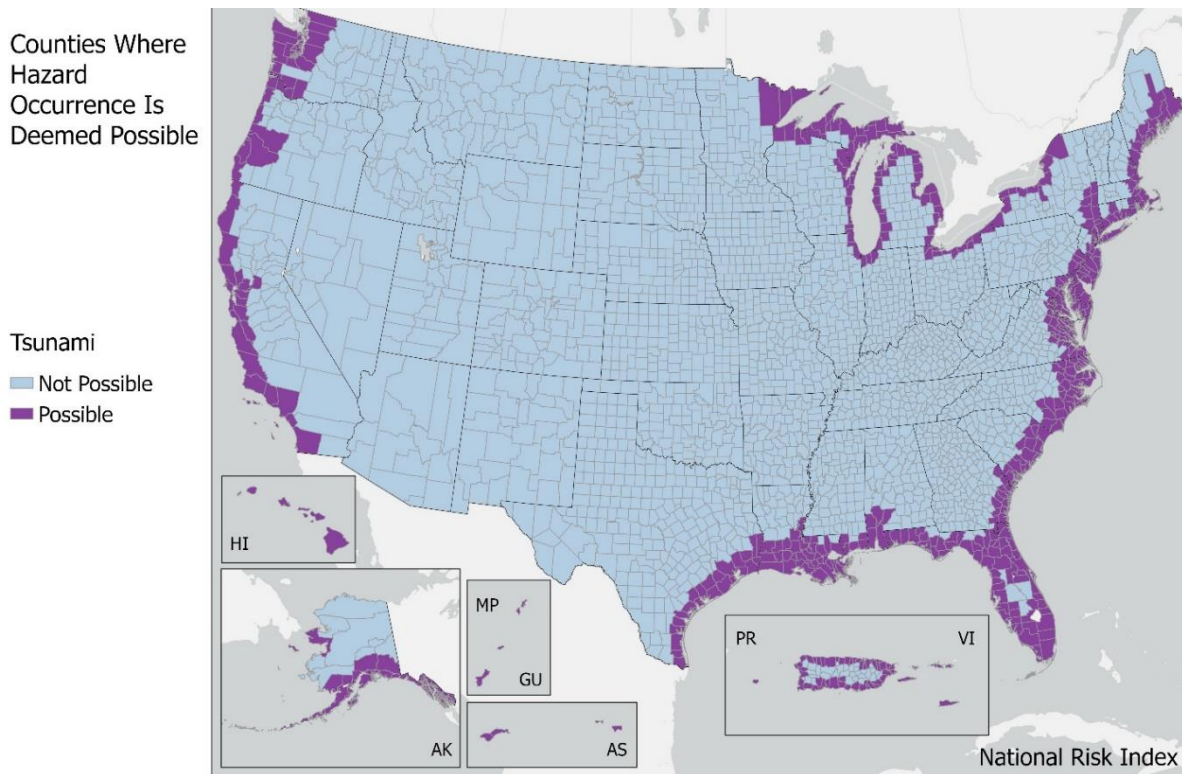 Counties Where
Hazard
Occurrence Is
Deemed Possible
Tsunami
Not Possible
Possible
HI
AK
MP
GU
AS
PR
VI
National Risk Index